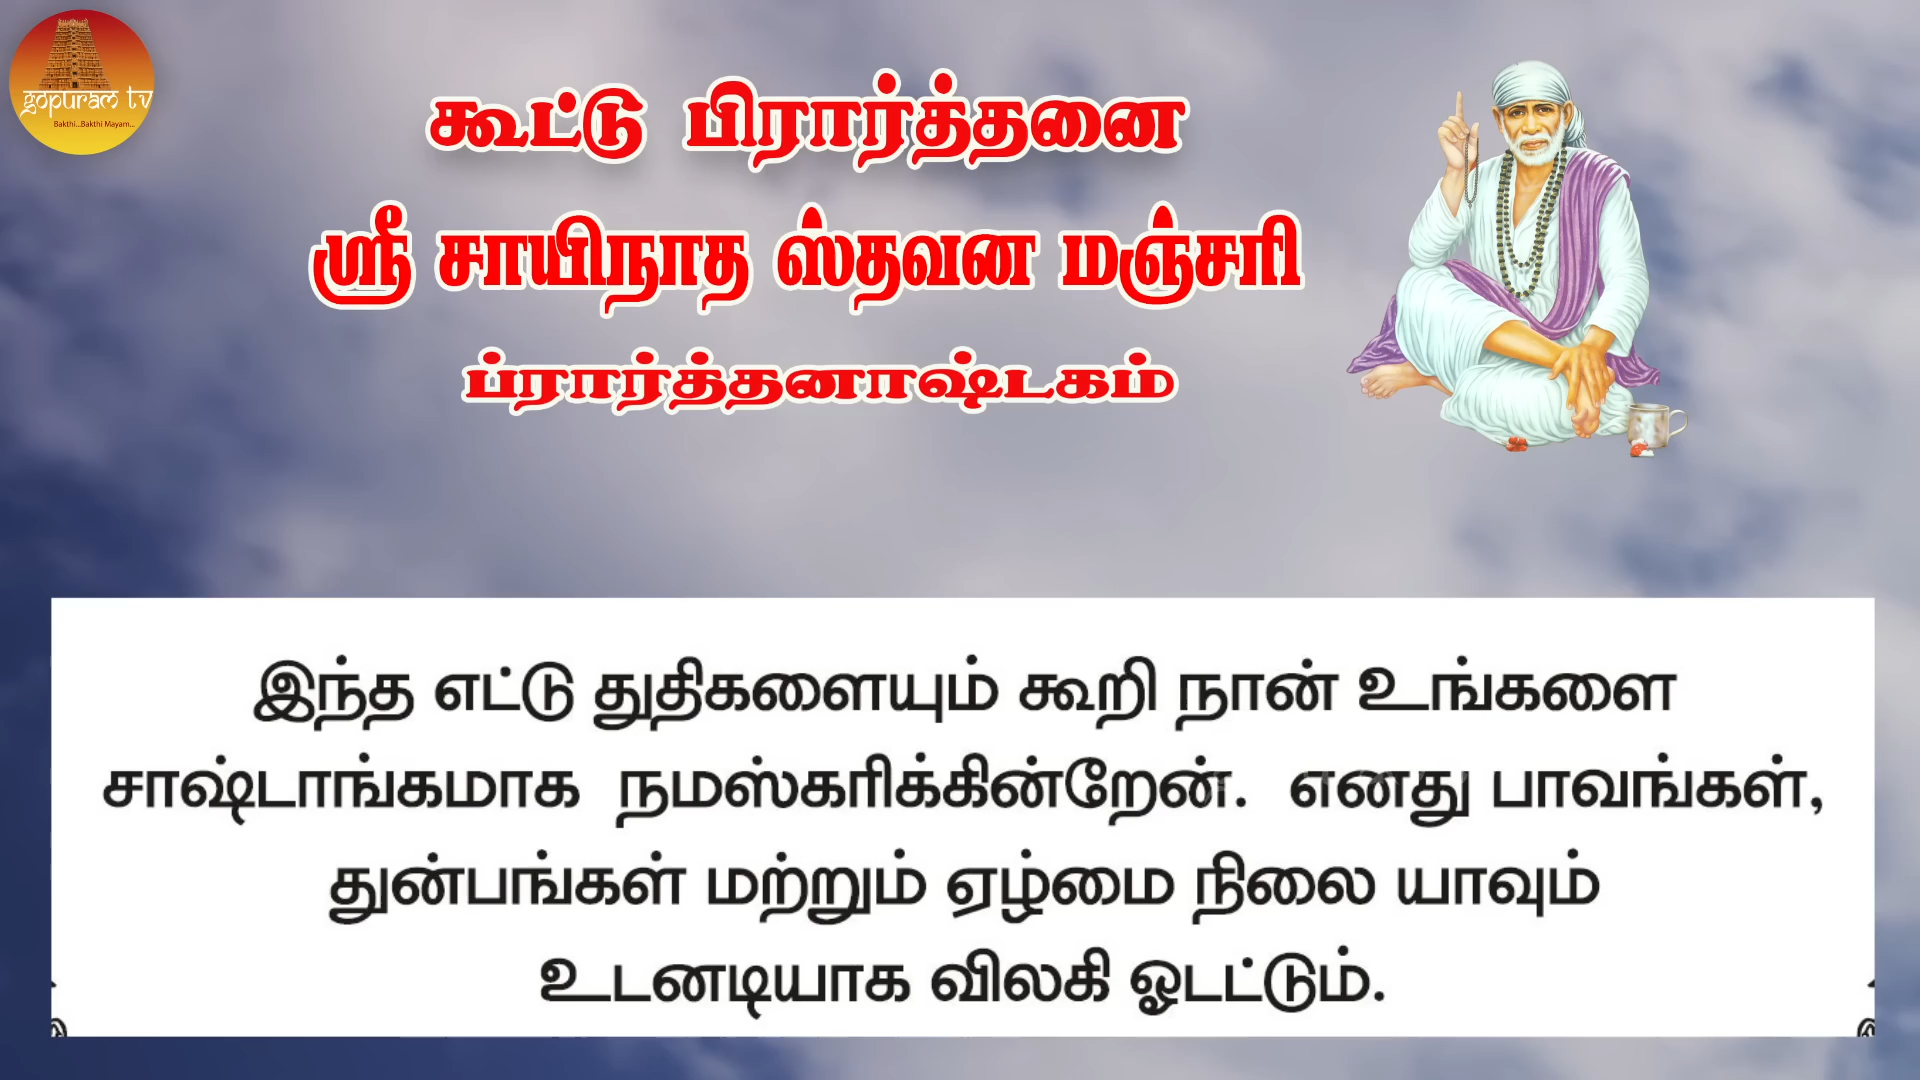 gopuram tv
Bakthi...Bakthi Mayam...
கூட்டு பிரார்த்தனை
ஸ்ரீ சாயிநாத ஸ்தவன மஞ்சரி
ப்ரார்த்தனாஷ்டகம்
இந்த எட்டு துதிகளையும் கூறி நான் உங்களை
சாஷ்டாங்கமாக நமஸ்கரிக்கின்றேன். எனது பாவங்கள்,
துன்பங்கள் மற்றும் ஏழ்மை நிலை யாவும்
உடனடியாக விலகி ஓடட்டும்.